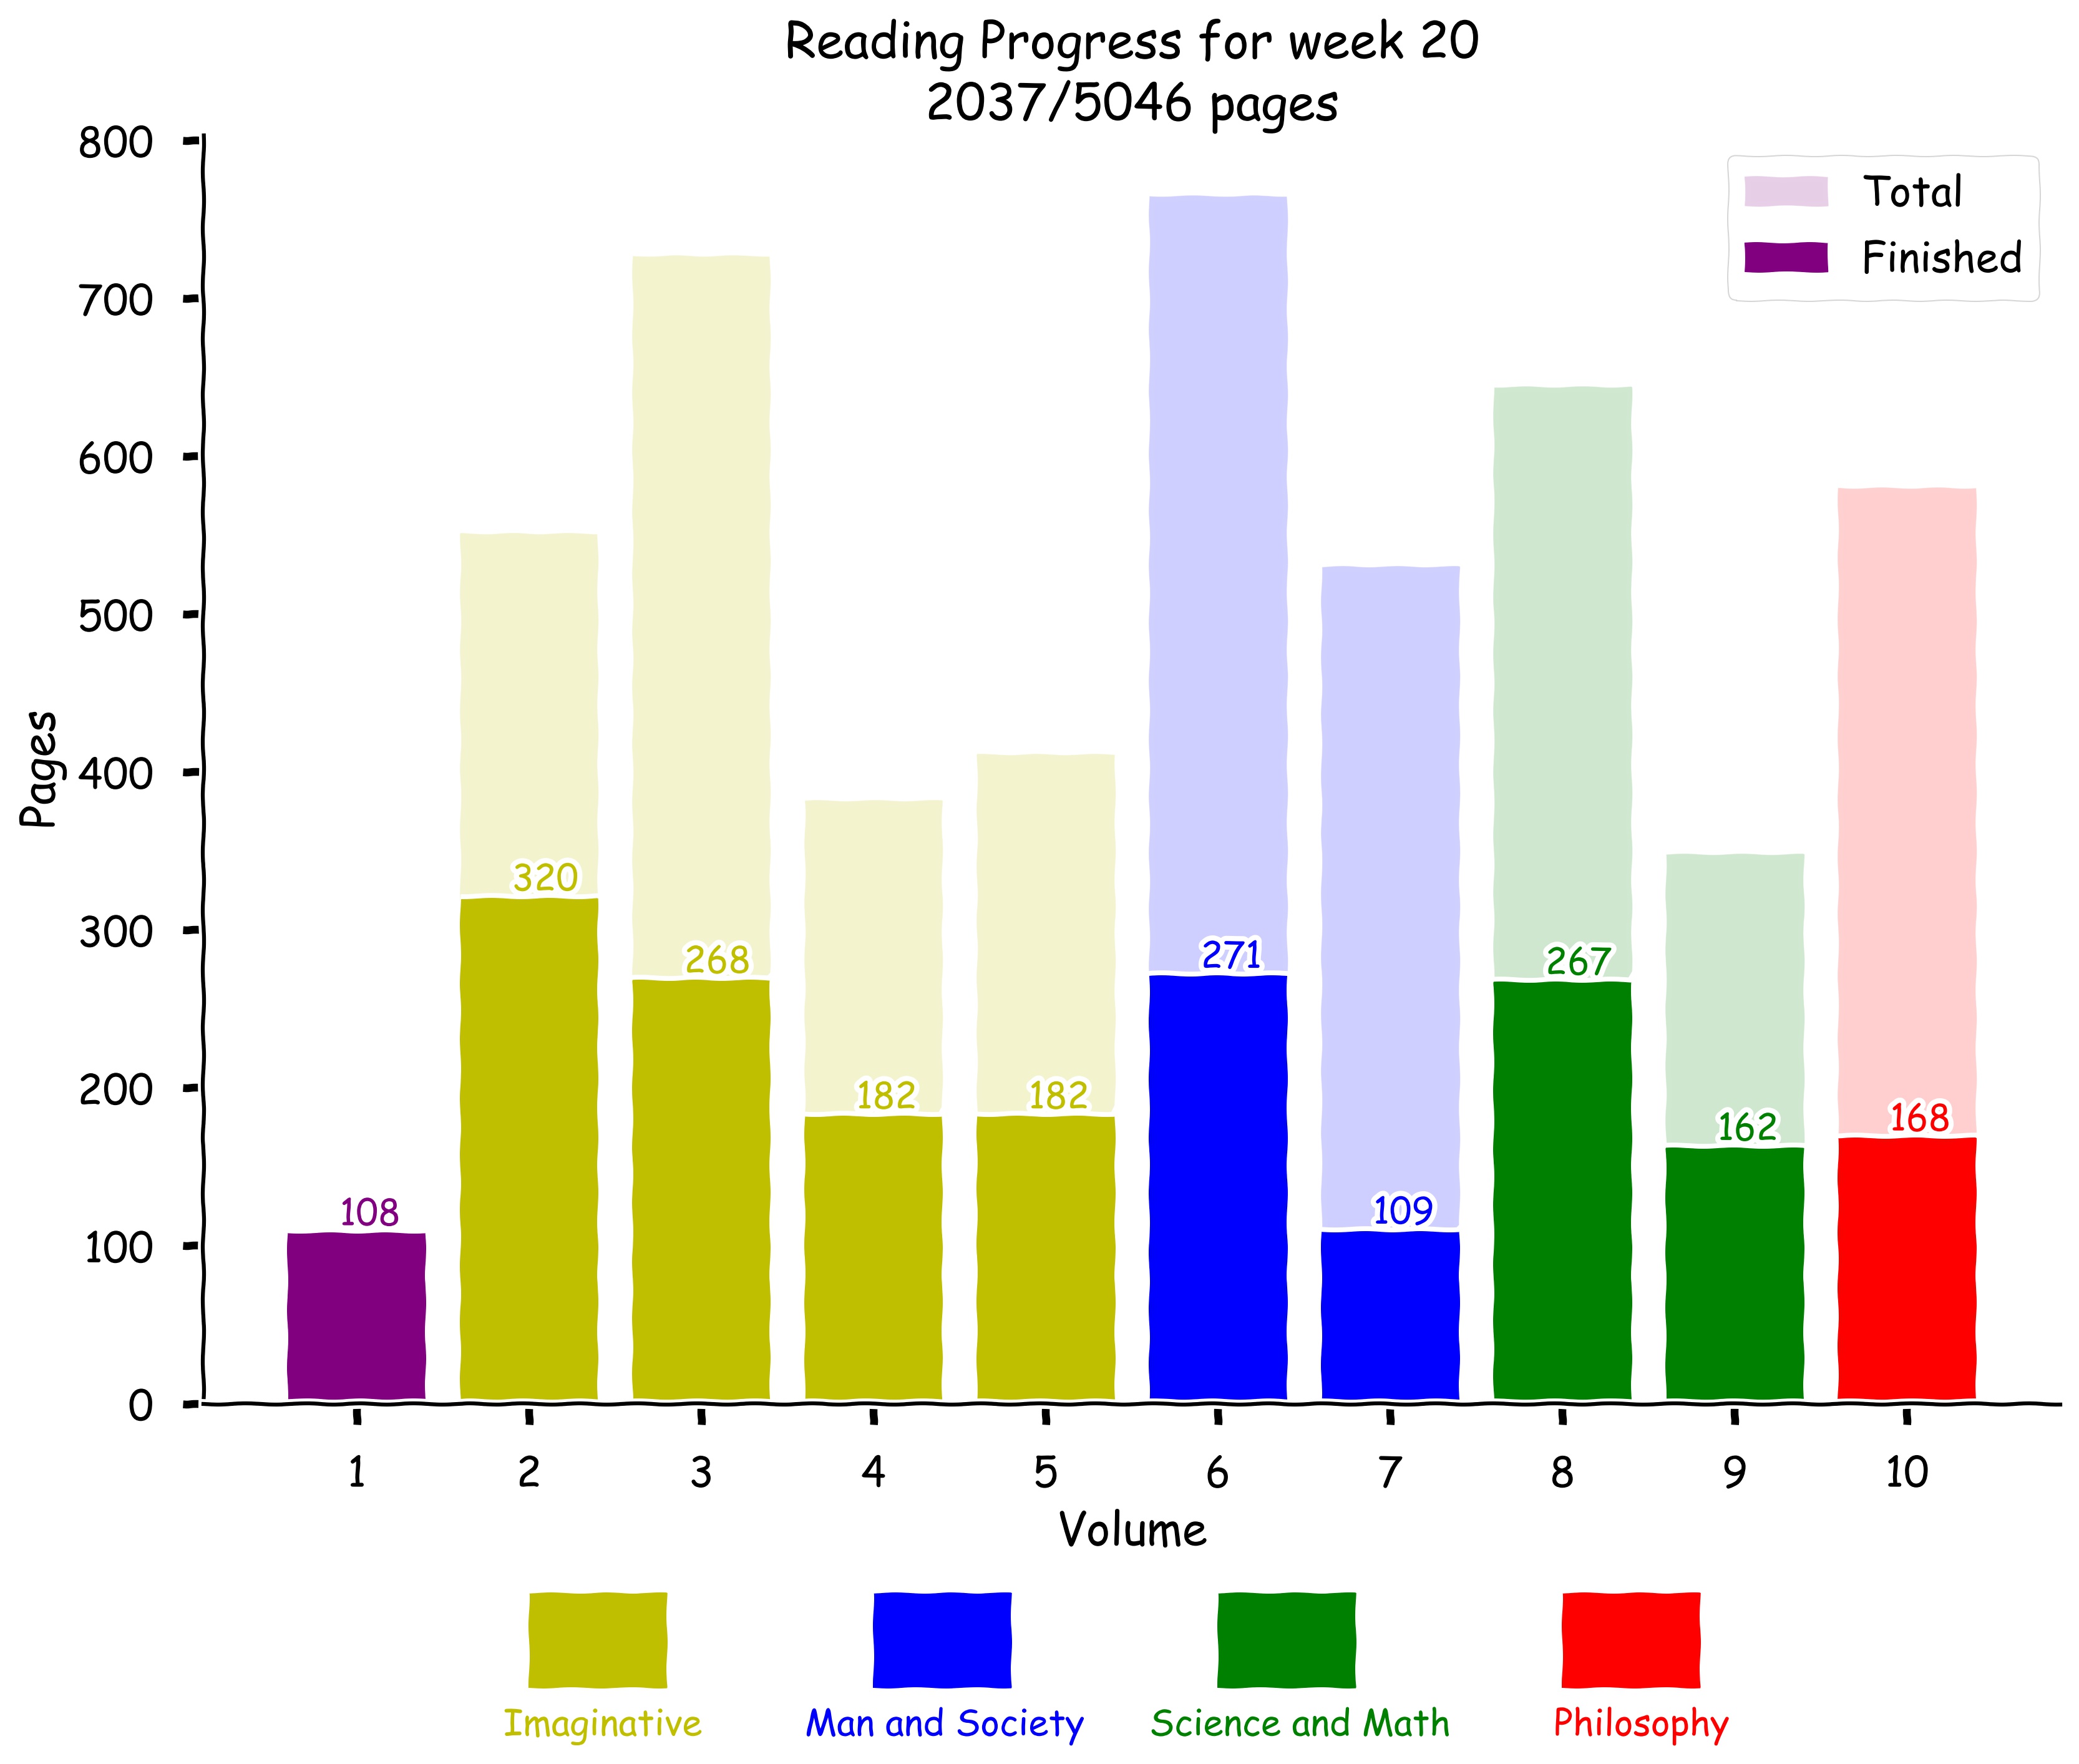 Reading Progress for week 20
2037/5046 pages
Total
Finished
Pages
800
700
600
500
400
300
200
100
0
108
320
268
182
182
271
109
267
162
168
1 2 3 4 5 6 7 8 9 10
Volume
Imaginative Man and Society Science and Math Philosophy